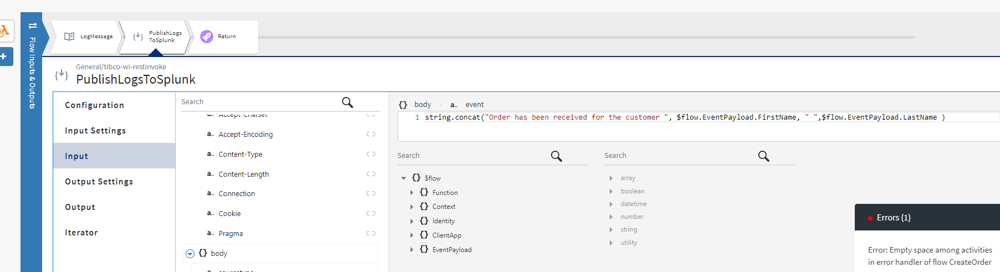 Flow Inputs & Outputs
LogMessage
PublishLogs
ToSplunk
Return
General/tibco-wi-restinvoke
PublishLogsToSplunk
Configuration
Input Settings
Input
Output Settings
Output
Iterator
Search
a.. Accept-Charset
a.. Accept-Encoding
a.. Content-Type
a.. Content-Length
a.. Connection
a.. Cookie
a.. Pragma
{} body
a.. sourcetype
{} body > a.. event
1 string.concat("Order has been received for the customer ", $flow.EventPayload.FirstName, " ",$flow.EventPayload.LastName )
Search
{} $flow
{} Function
{} Context
{} Identity
{} ClientApp
{} EventPayload
Search
array
boolean
datetime
number
string
utility
Errors (1)
Error: Empty space among activities
in error handler of flow CreateOrder